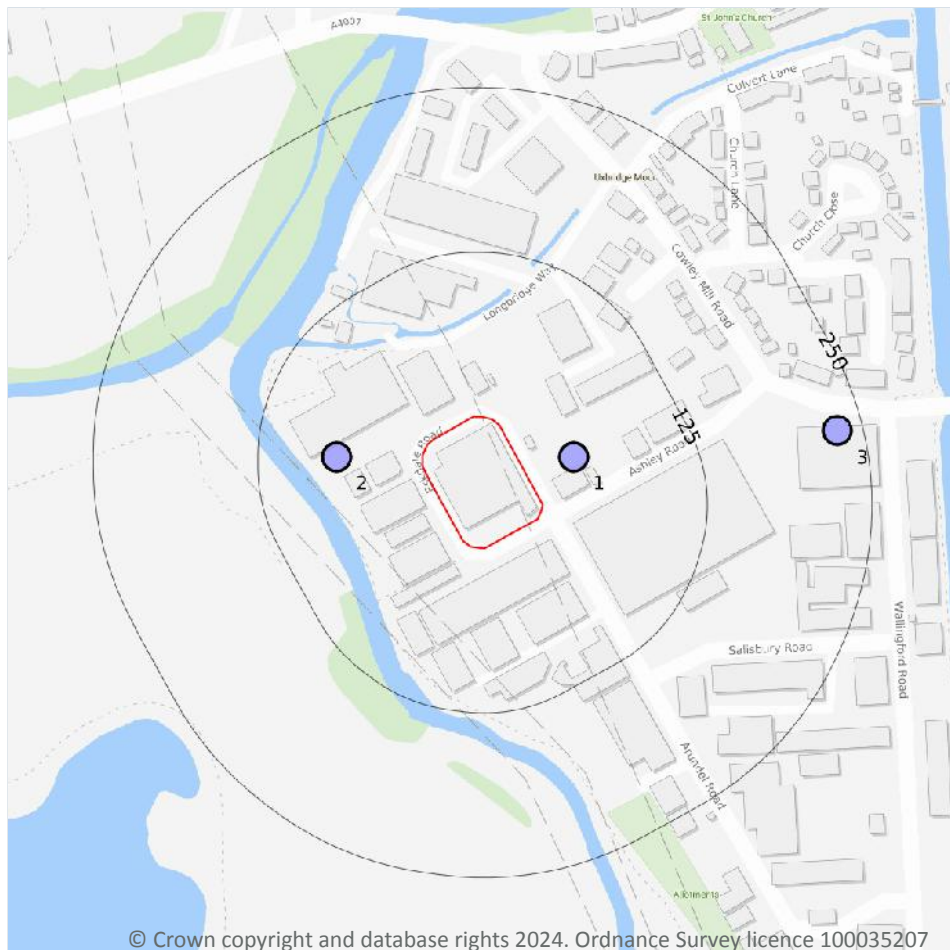 A4007
St John's Church
Culvert Lane
Church Lane
Uxbridge Moor
Church Close
Cowley Mill Road
Longbridge Way
250
125
Eskdale Road
Ashley Road
2
1
3
Salisbury Road
Wallingford Road
Arundel Road
Allotments
© Crown copyright and database rights 2024. Ordnance Survey licence 100035207